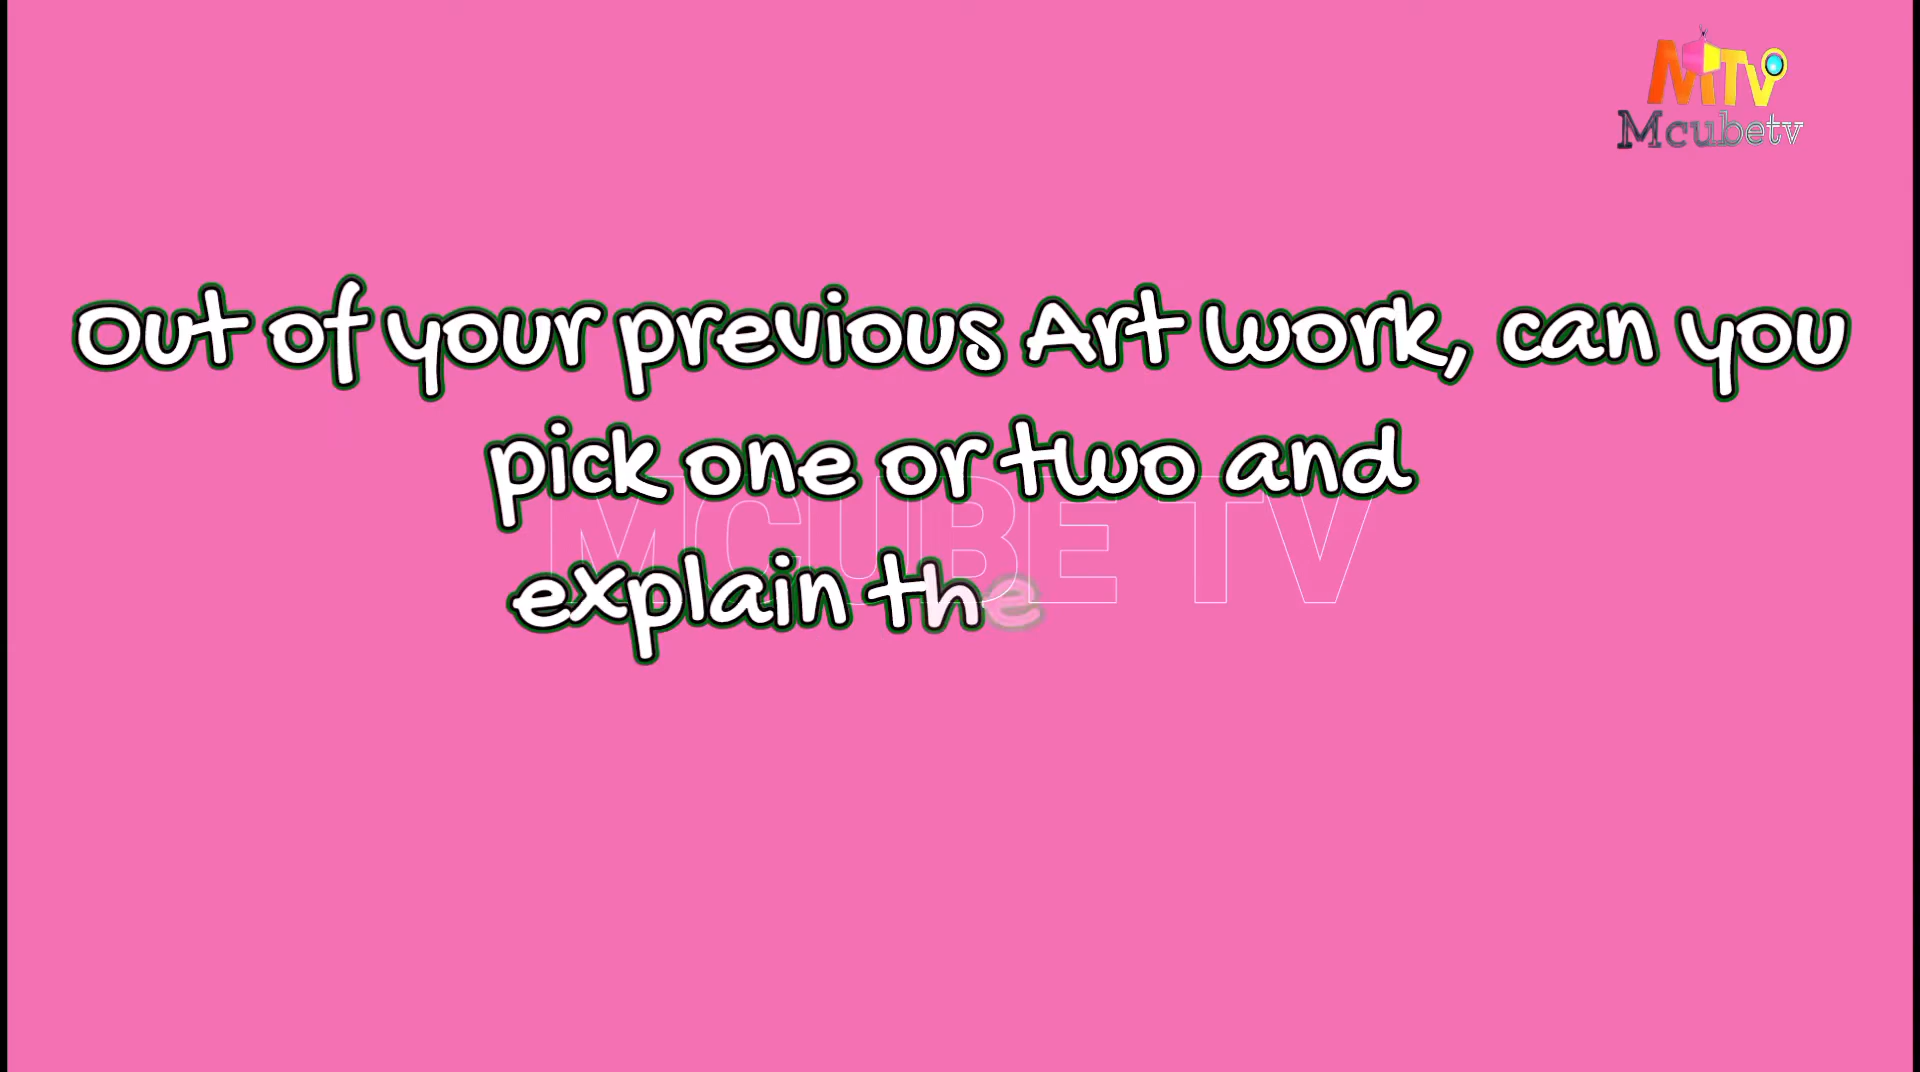 MTV
Mcubetv
Out of your previous Art work, can you
pick one or two and
explain the
MCUBE TV